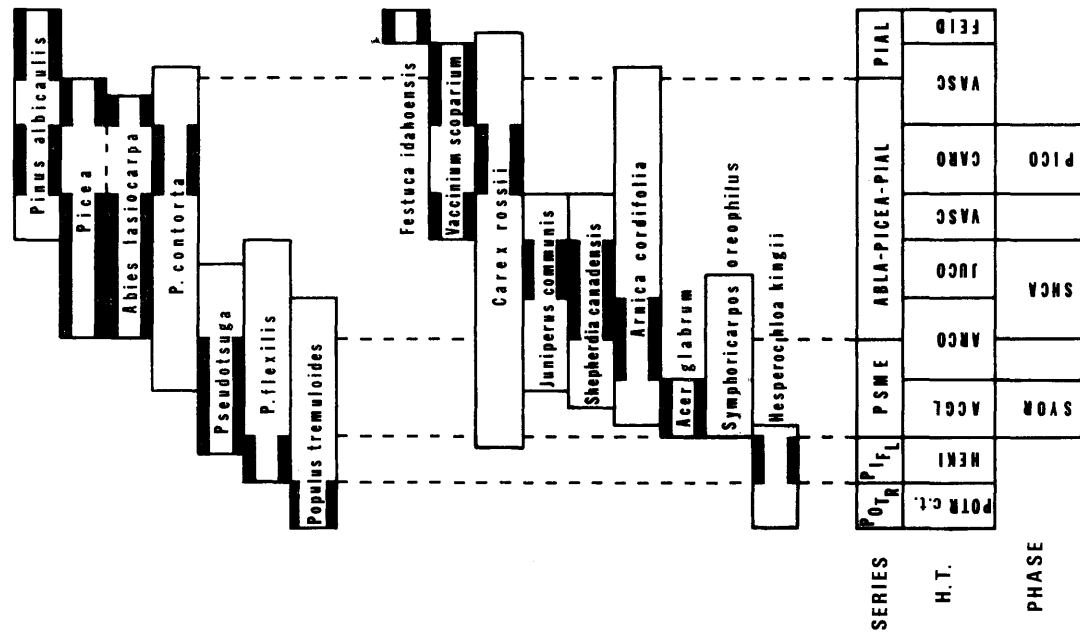 Pinus albicaulis
Picea
Abies lasiocarpa
P. contorta
Pseudotsuga
P. flexilis
Populus tremuloides
Festuca idahoensis
Vaccinium scoparium
Carex rossii
Juniperus communis
Shepherdia canadensis
Arnica cordifolia
Acer glabrum
Symphoricarpos oreophilus
Hesperochloa kingii
SERIES
POTR
PIFL
PSME
ABLA-PICEA-PIAL
PIAL
H.T.
POTR c.t.
HEKI
ACGL
ARCO
JUCO
VASC
CARO
VASC
FEID
PHASE
SYOR
SHCA
PICO